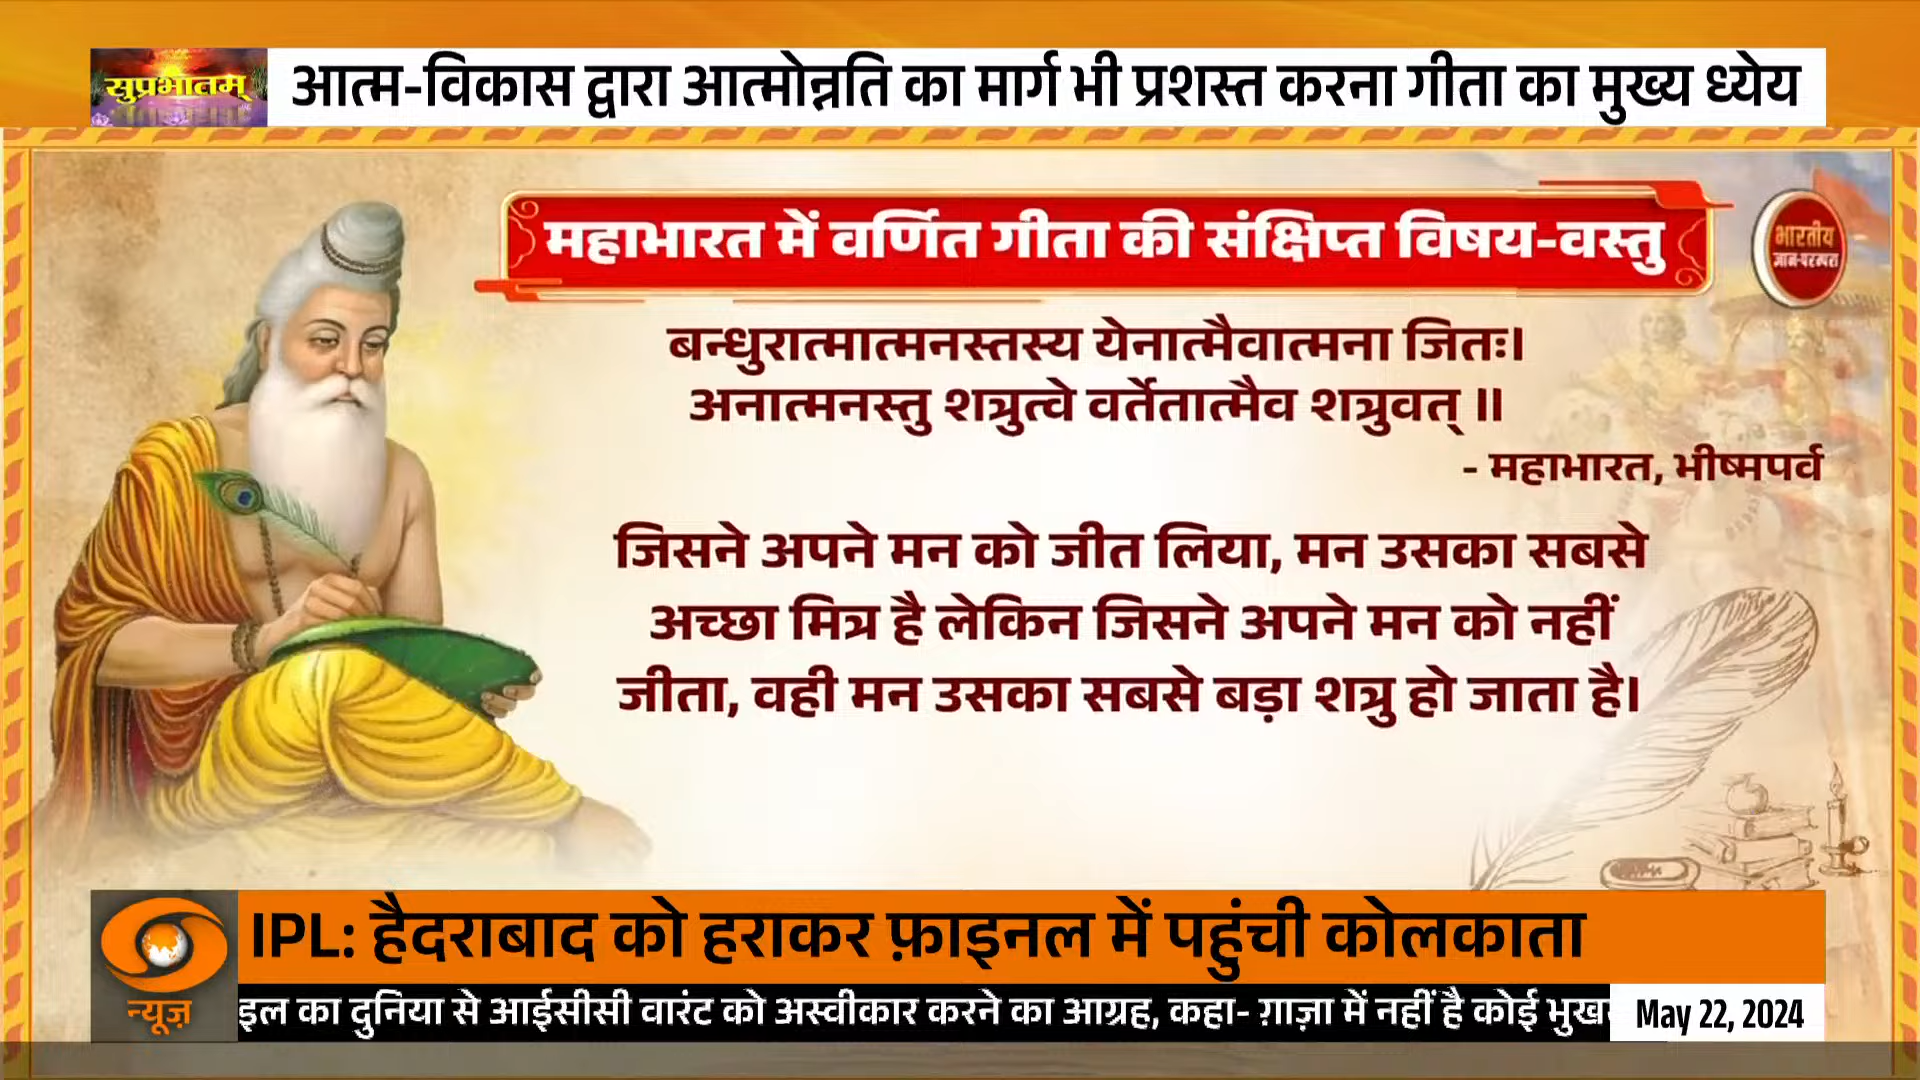 सुप्रभातम्
आत्म-विकास द्वारा आत्मोन्नति का मार्ग भी प्रशस्त करना गीता का मुख्य ध्येय
महाभारत में वर्णित गीता की संक्षिप्त विषय-वस्तु
भारतीय
ज्ञान-परम्परा
बन्धुरात्मात्मनस्तस्य येनात्मैवात्मना जितः।
अनात्मनस्तु शत्रुत्वे वर्तेतात्मैव शत्रुवत् ॥
- महाभारत, भीष्मपर्व
जिसने अपने मन को जीत लिया, मन उसका सबसे
अच्छा मित्र है लेकिन जिसने अपने मन को नहीं
जीता, वही मन उसका सबसे बड़ा शत्रु हो जाता है।
IPL: हैदराबाद को हराकर फ़ाइनल में पहुंची कोलकाता
न्यूज़
इल का दुनिया से आईसीसी वारंट को अस्वीकार करने का आग्रह, कहा- ग़ाज़ा में नहीं है कोई
May 22, 2024